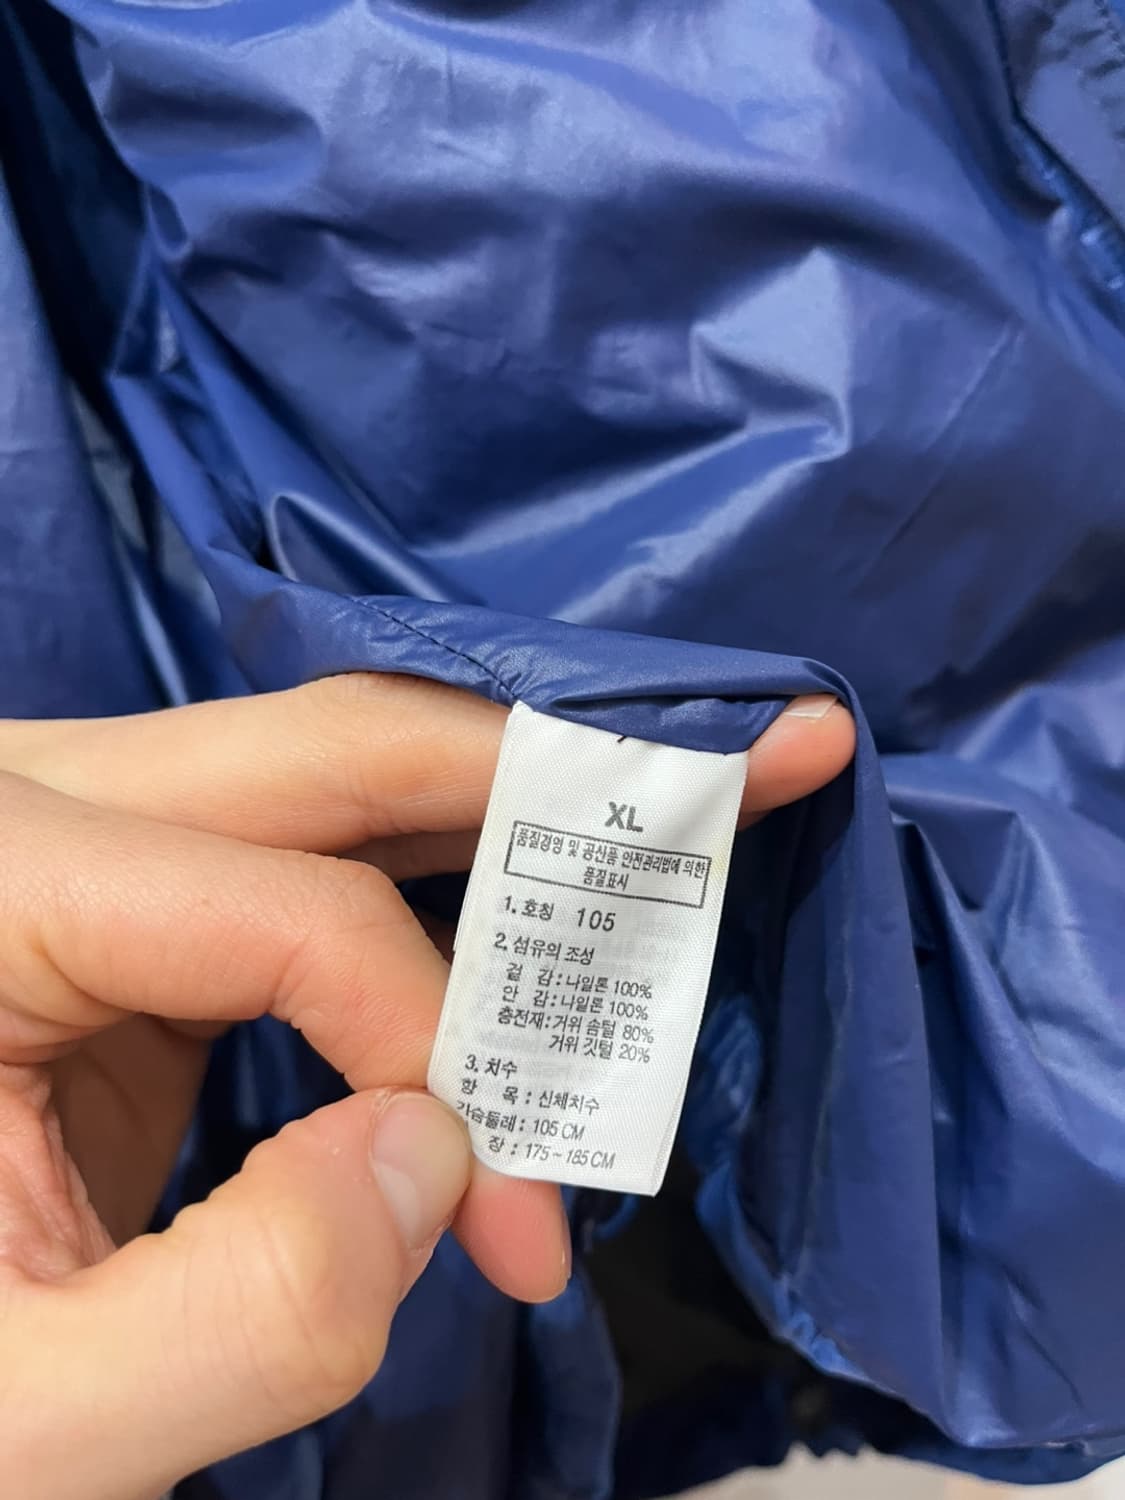 XL
품질경영 및 공산품 안전관리법에 의한
품질표시
1. 호칭 105
2. 섬유의 조성
겉 감 : 나일론 100%
안 감 : 나일론 100%
충전재 : 거위 솜털 80%
거위 깃털 20%
3. 치수
항 목 : 신체치수
가슴둘레 : 105 CM
장 : 175~185 CM